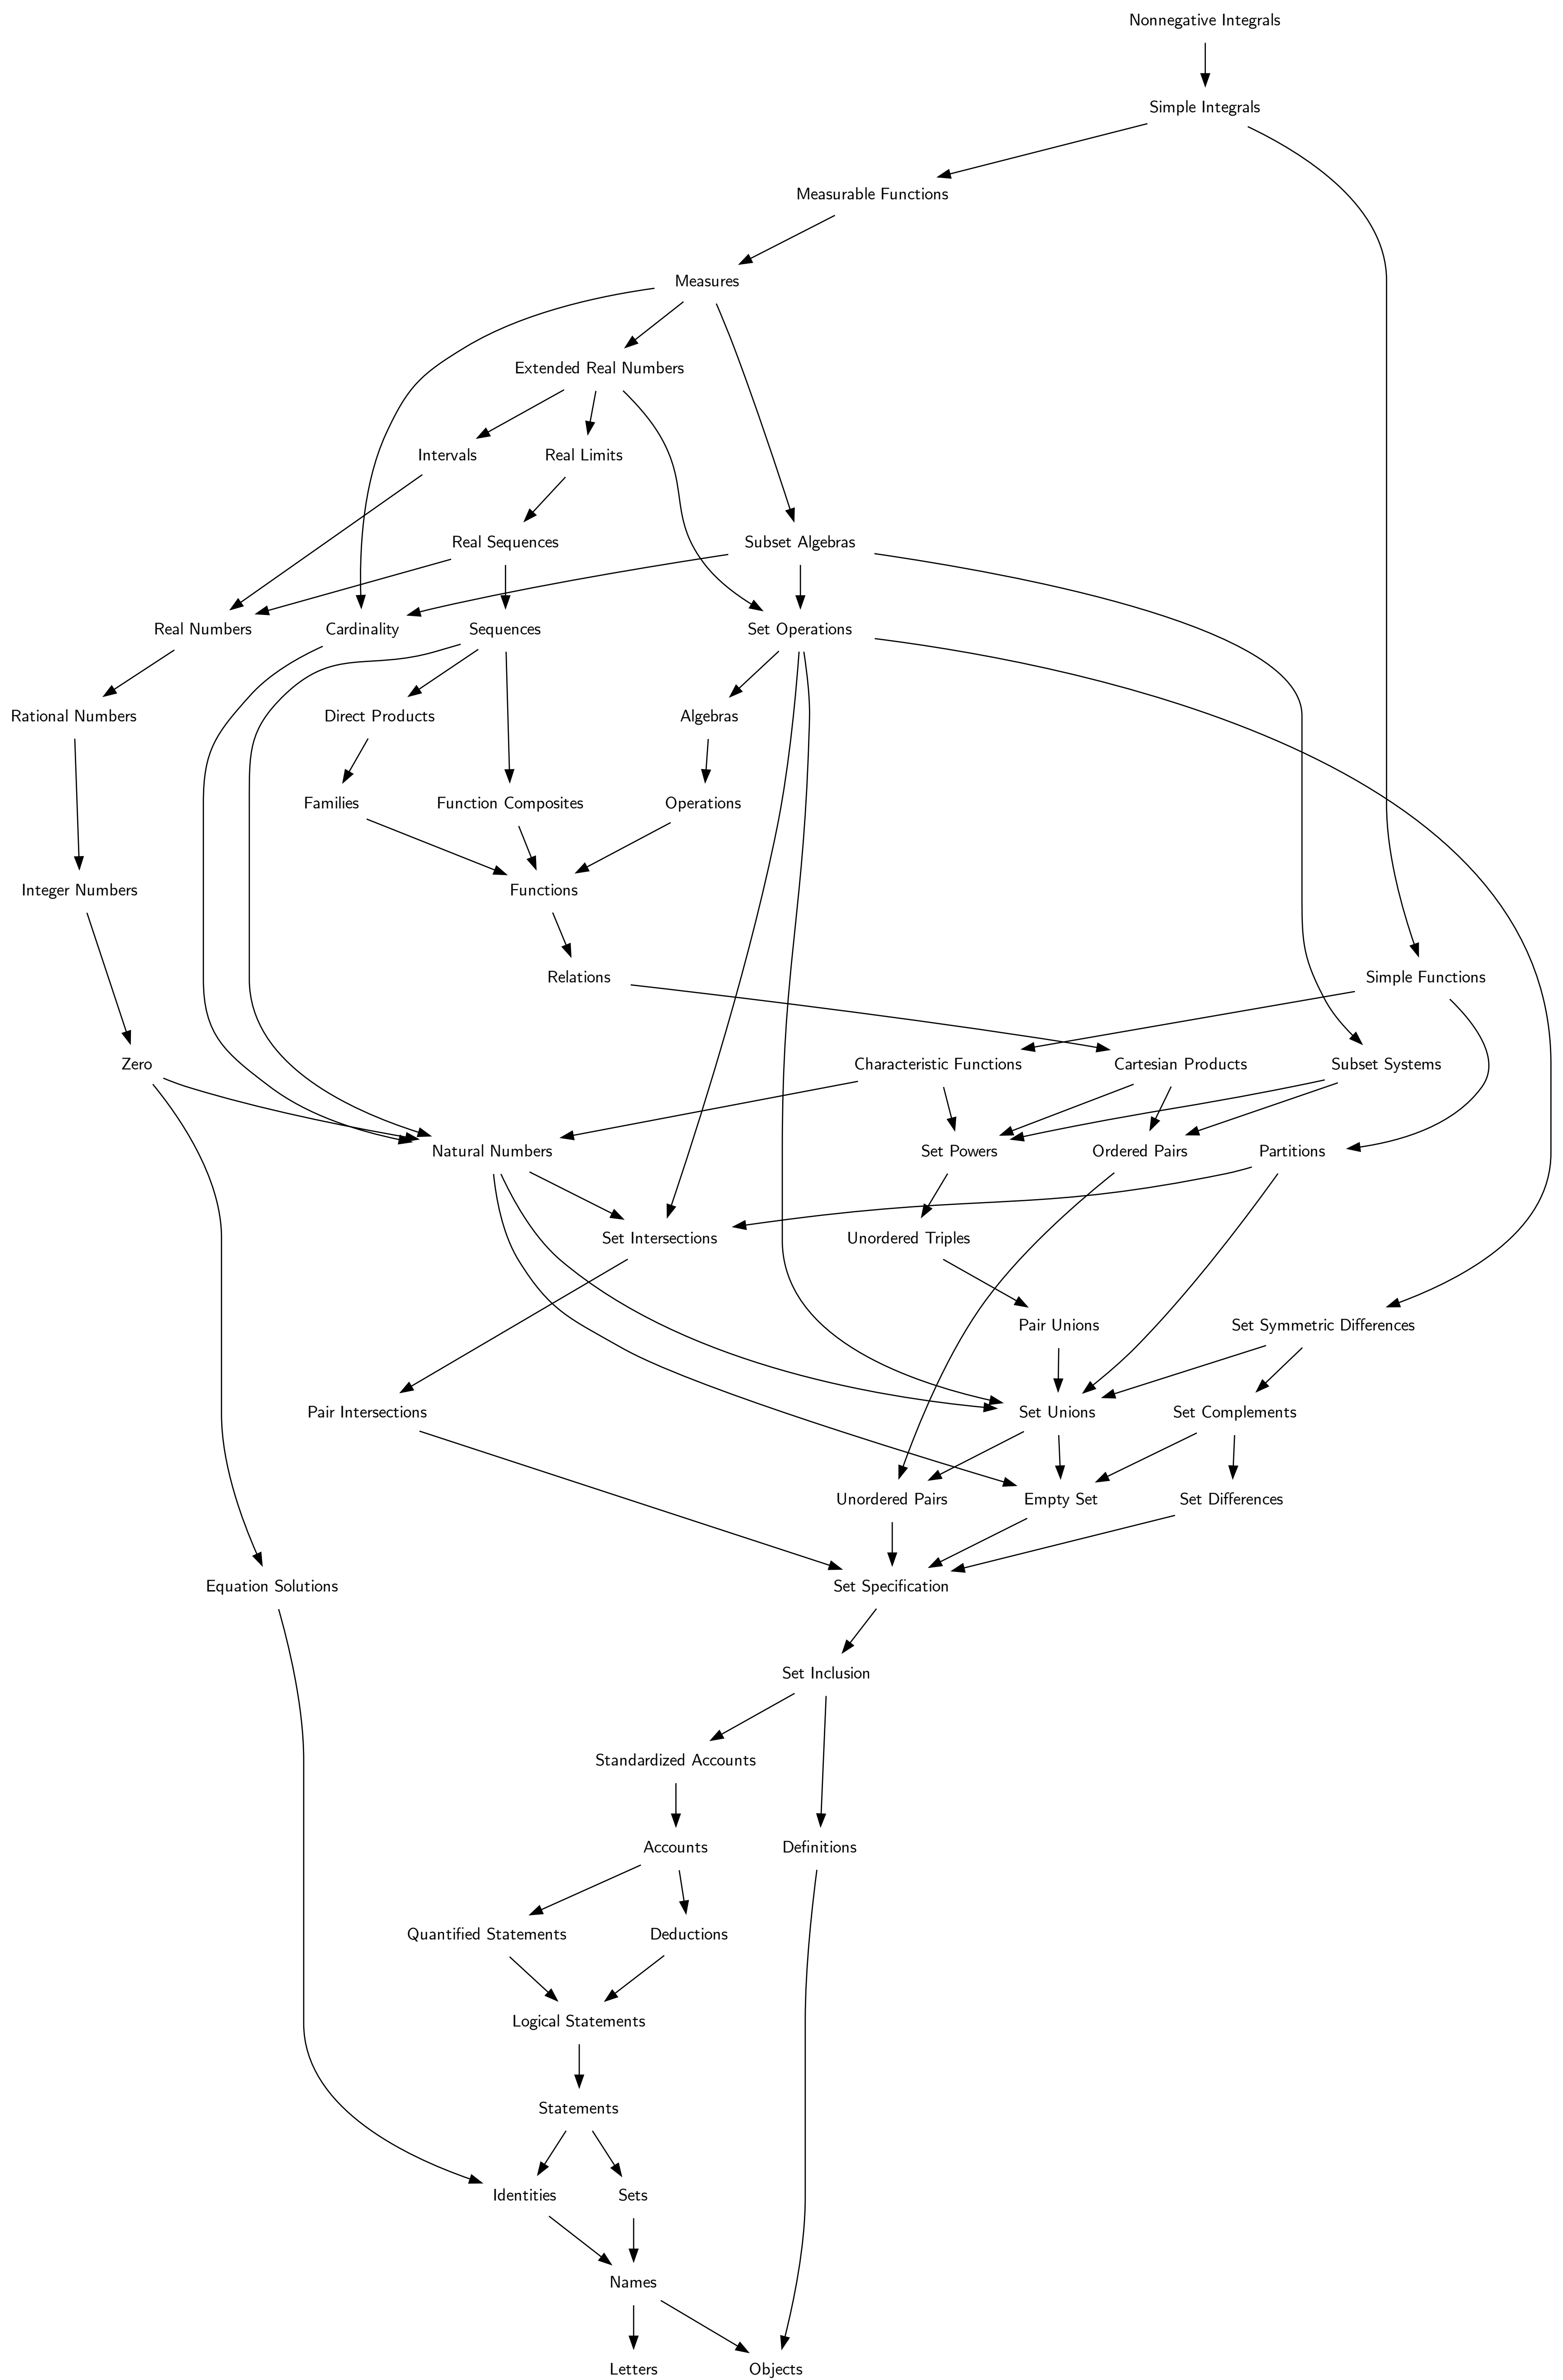 Nonnegative Integrals
Simple Integrals
Measurable Functions
Measures
Extended Real Numbers
Intervals
Real Limits
Real Sequences
Subset Algebras
Real Numbers
Cardinality
Sequences
Set Operations
Rational Numbers
Direct Products
Algebras
Families
Function Composites
Operations
Integer Numbers
Functions
Relations
Simple Functions
Zero
Characteristic Functions
Cartesian Products
Subset Systems
Natural Numbers
Set Powers
Ordered Pairs
Partitions
Set Intersections
Unordered Triples
Pair Unions
Set Symmetric Differences
Pair Intersections
Set Unions
Set Complements
Unordered Pairs
Empty Set
Set Differences
Equation Solutions
Set Specification
Set Inclusion
Standardized Accounts
Accounts
Definitions
Quantified Statements
Deductions
Logical Statements
Statements
Identities
Sets
Names
Letters
Objects